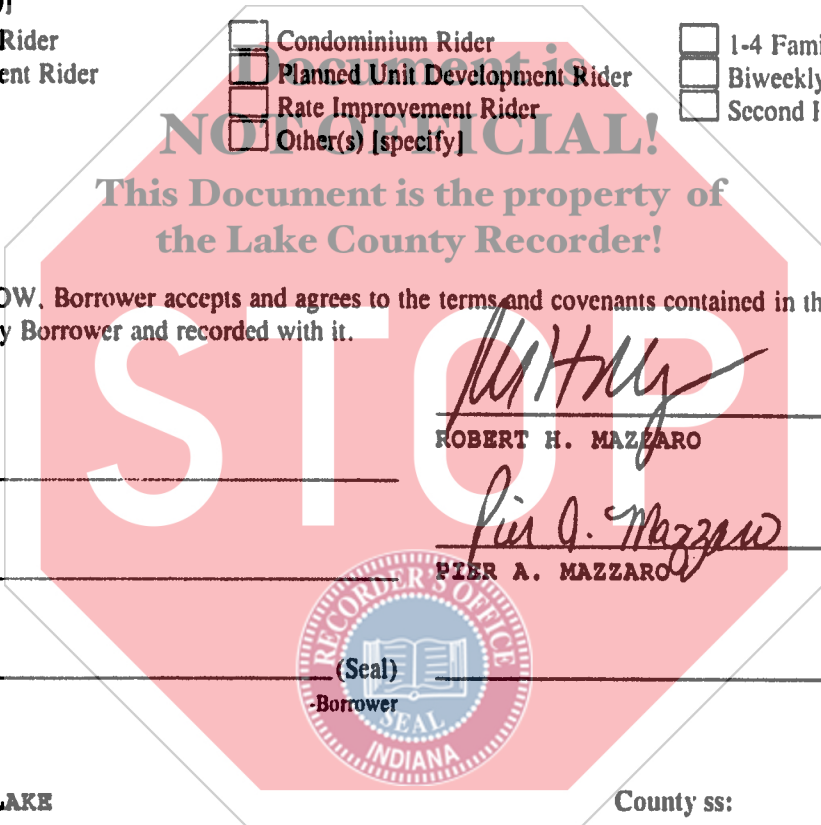 Rider
Condominium Rider
1-4 Fami
ent Rider
Planned Unit Development Rider
Biweekly
Rate Improvement Rider
Second H
Other(s) [specify]
Document is
NOT OFFICIAL!
This Document is the property of
the Lake County Recorder!
OW, Borrower accepts and agrees to the terms and covenants contained in th
y Borrower and recorded with it.
STOP
ROBERT H. MAZZARO
Pier A. Mazzaro
PIER A. MAZZARO
RECORDER'S OFFICE
(Seal)
-Borrower
SEAL
INDIANA
LAKE
County ss: